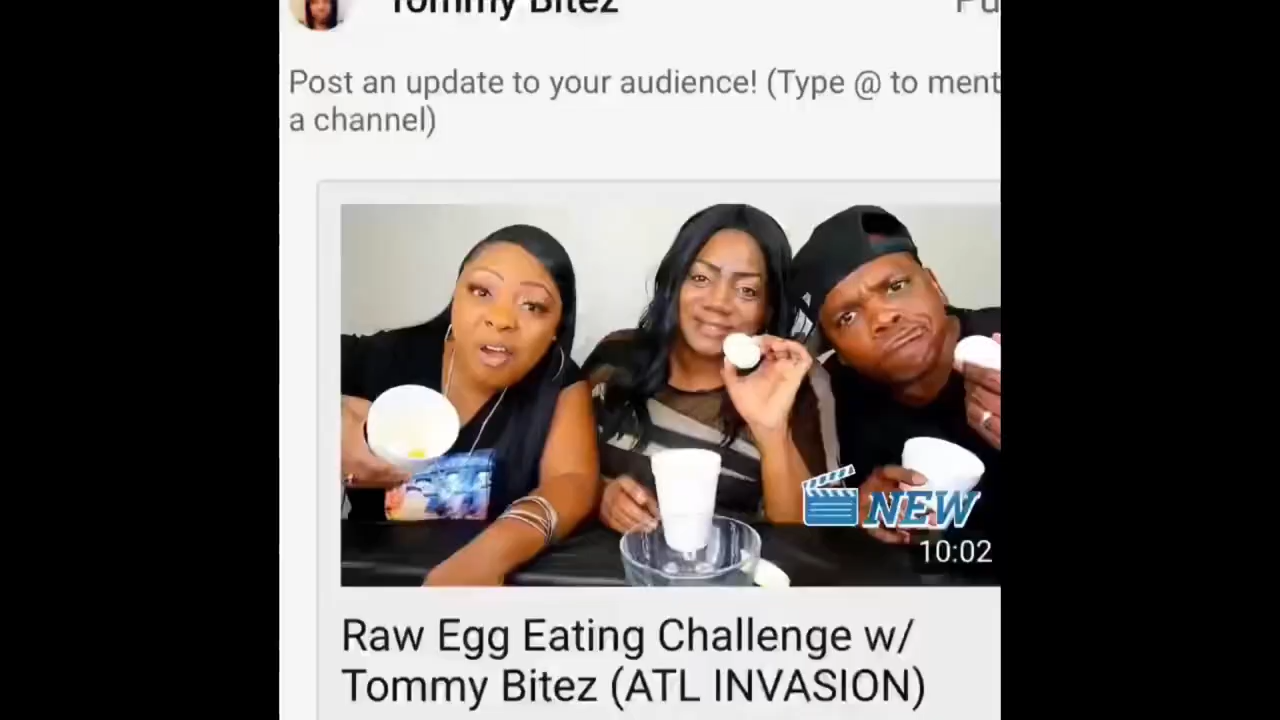 Tommy Bitez
Post an update to your audience! (Type @ to ment
a channel)
NEW
10:02
Raw Egg Eating Challenge w/
Tommy Bitez (ATL INVASION)